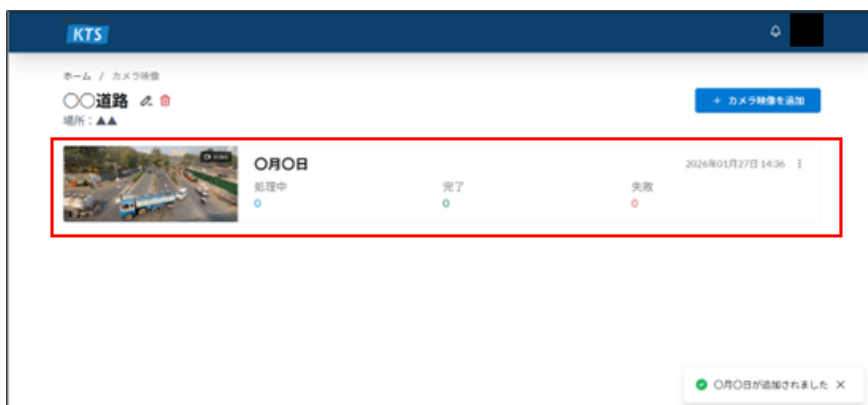 KTS
ホーム / カメラ映像
〇〇道路
+ カメラ映像を追加
場所：▲▲
〇月〇日
2026年01月27日 14:36
処理中
完了
失敗
0
0
0
〇月〇日が追加されました